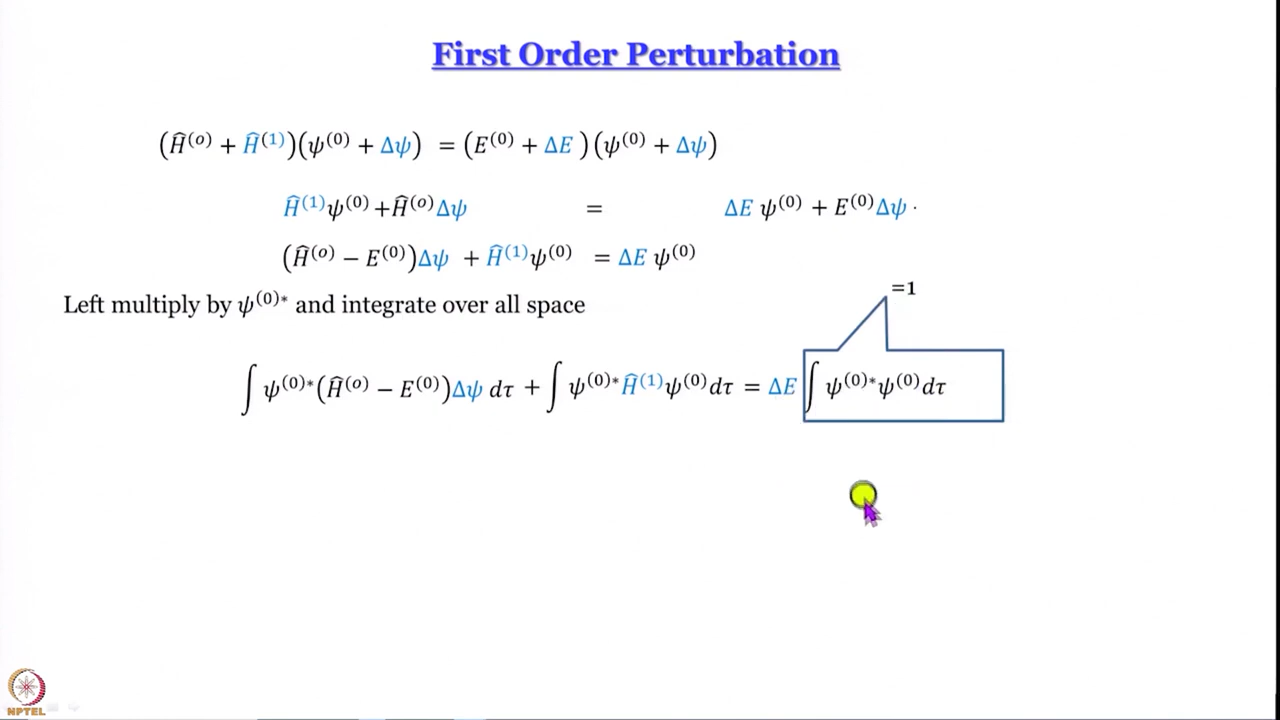 First Order Perturbation
(Ĥ⁽ᵒ⁾ + Ĥ⁽¹⁾)(ψ⁽⁰⁾ + Δψ) = (E⁽⁰⁾ + ΔE )(ψ⁽⁰⁾ + Δψ)
Ĥ⁽¹⁾ψ⁽⁰⁾+Ĥ⁽ᵒ⁾Δψ = ΔE ψ⁽⁰⁾ + E⁽⁰⁾Δψ ·
(Ĥ⁽ᵒ⁾ − E⁽⁰⁾)Δψ + Ĥ⁽¹⁾ψ⁽⁰⁾ = ΔE ψ⁽⁰⁾
=1
Left multiply by ψ⁽⁰⁾* and integrate over all space
∫ ψ⁽⁰⁾*(Ĥ⁽ᵒ⁾ − E⁽⁰⁾)Δψ dτ + ∫ ψ⁽⁰⁾*Ĥ⁽¹⁾ψ⁽⁰⁾dτ = ΔE ∫ ψ⁽⁰⁾*ψ⁽⁰⁾dτ
NPTEL